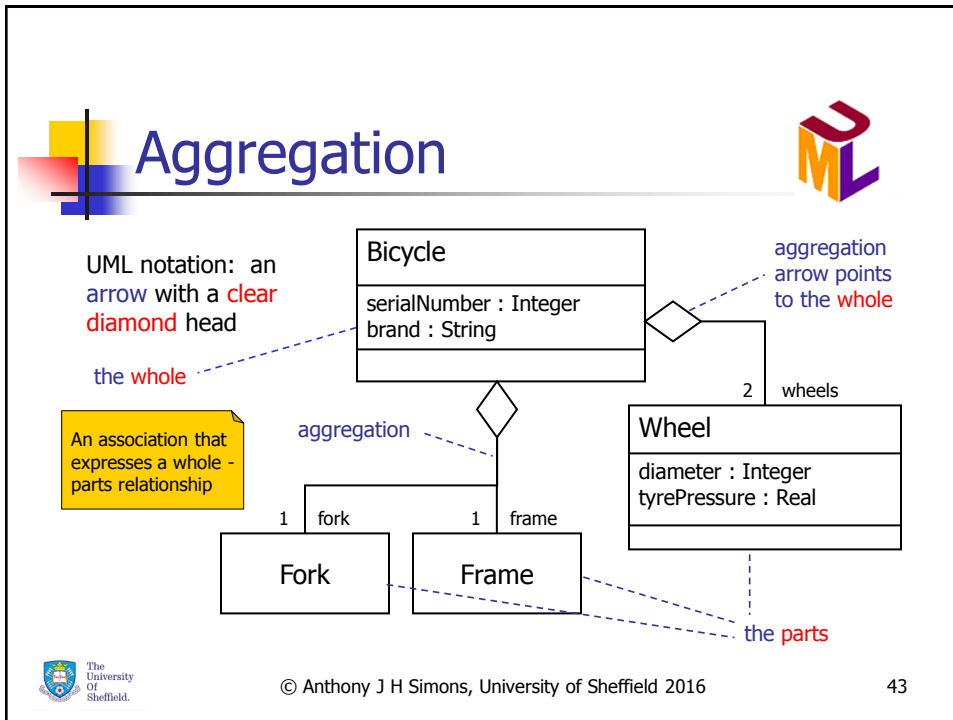 Aggregation
UML
UML notation: an
arrow with a clear
diamond head
the whole
An association that
expresses a whole -
parts relationship
Bicycle
serialNumber : Integer
brand : String
aggregation
arrow points
to the whole
2 wheels
Wheel
diameter : Integer
tyrePressure : Real
aggregation
1 fork
1 frame
Fork
Frame
the parts
The
University
Of
Sheffield.
© Anthony J H Simons, University of Sheffield 2016
43